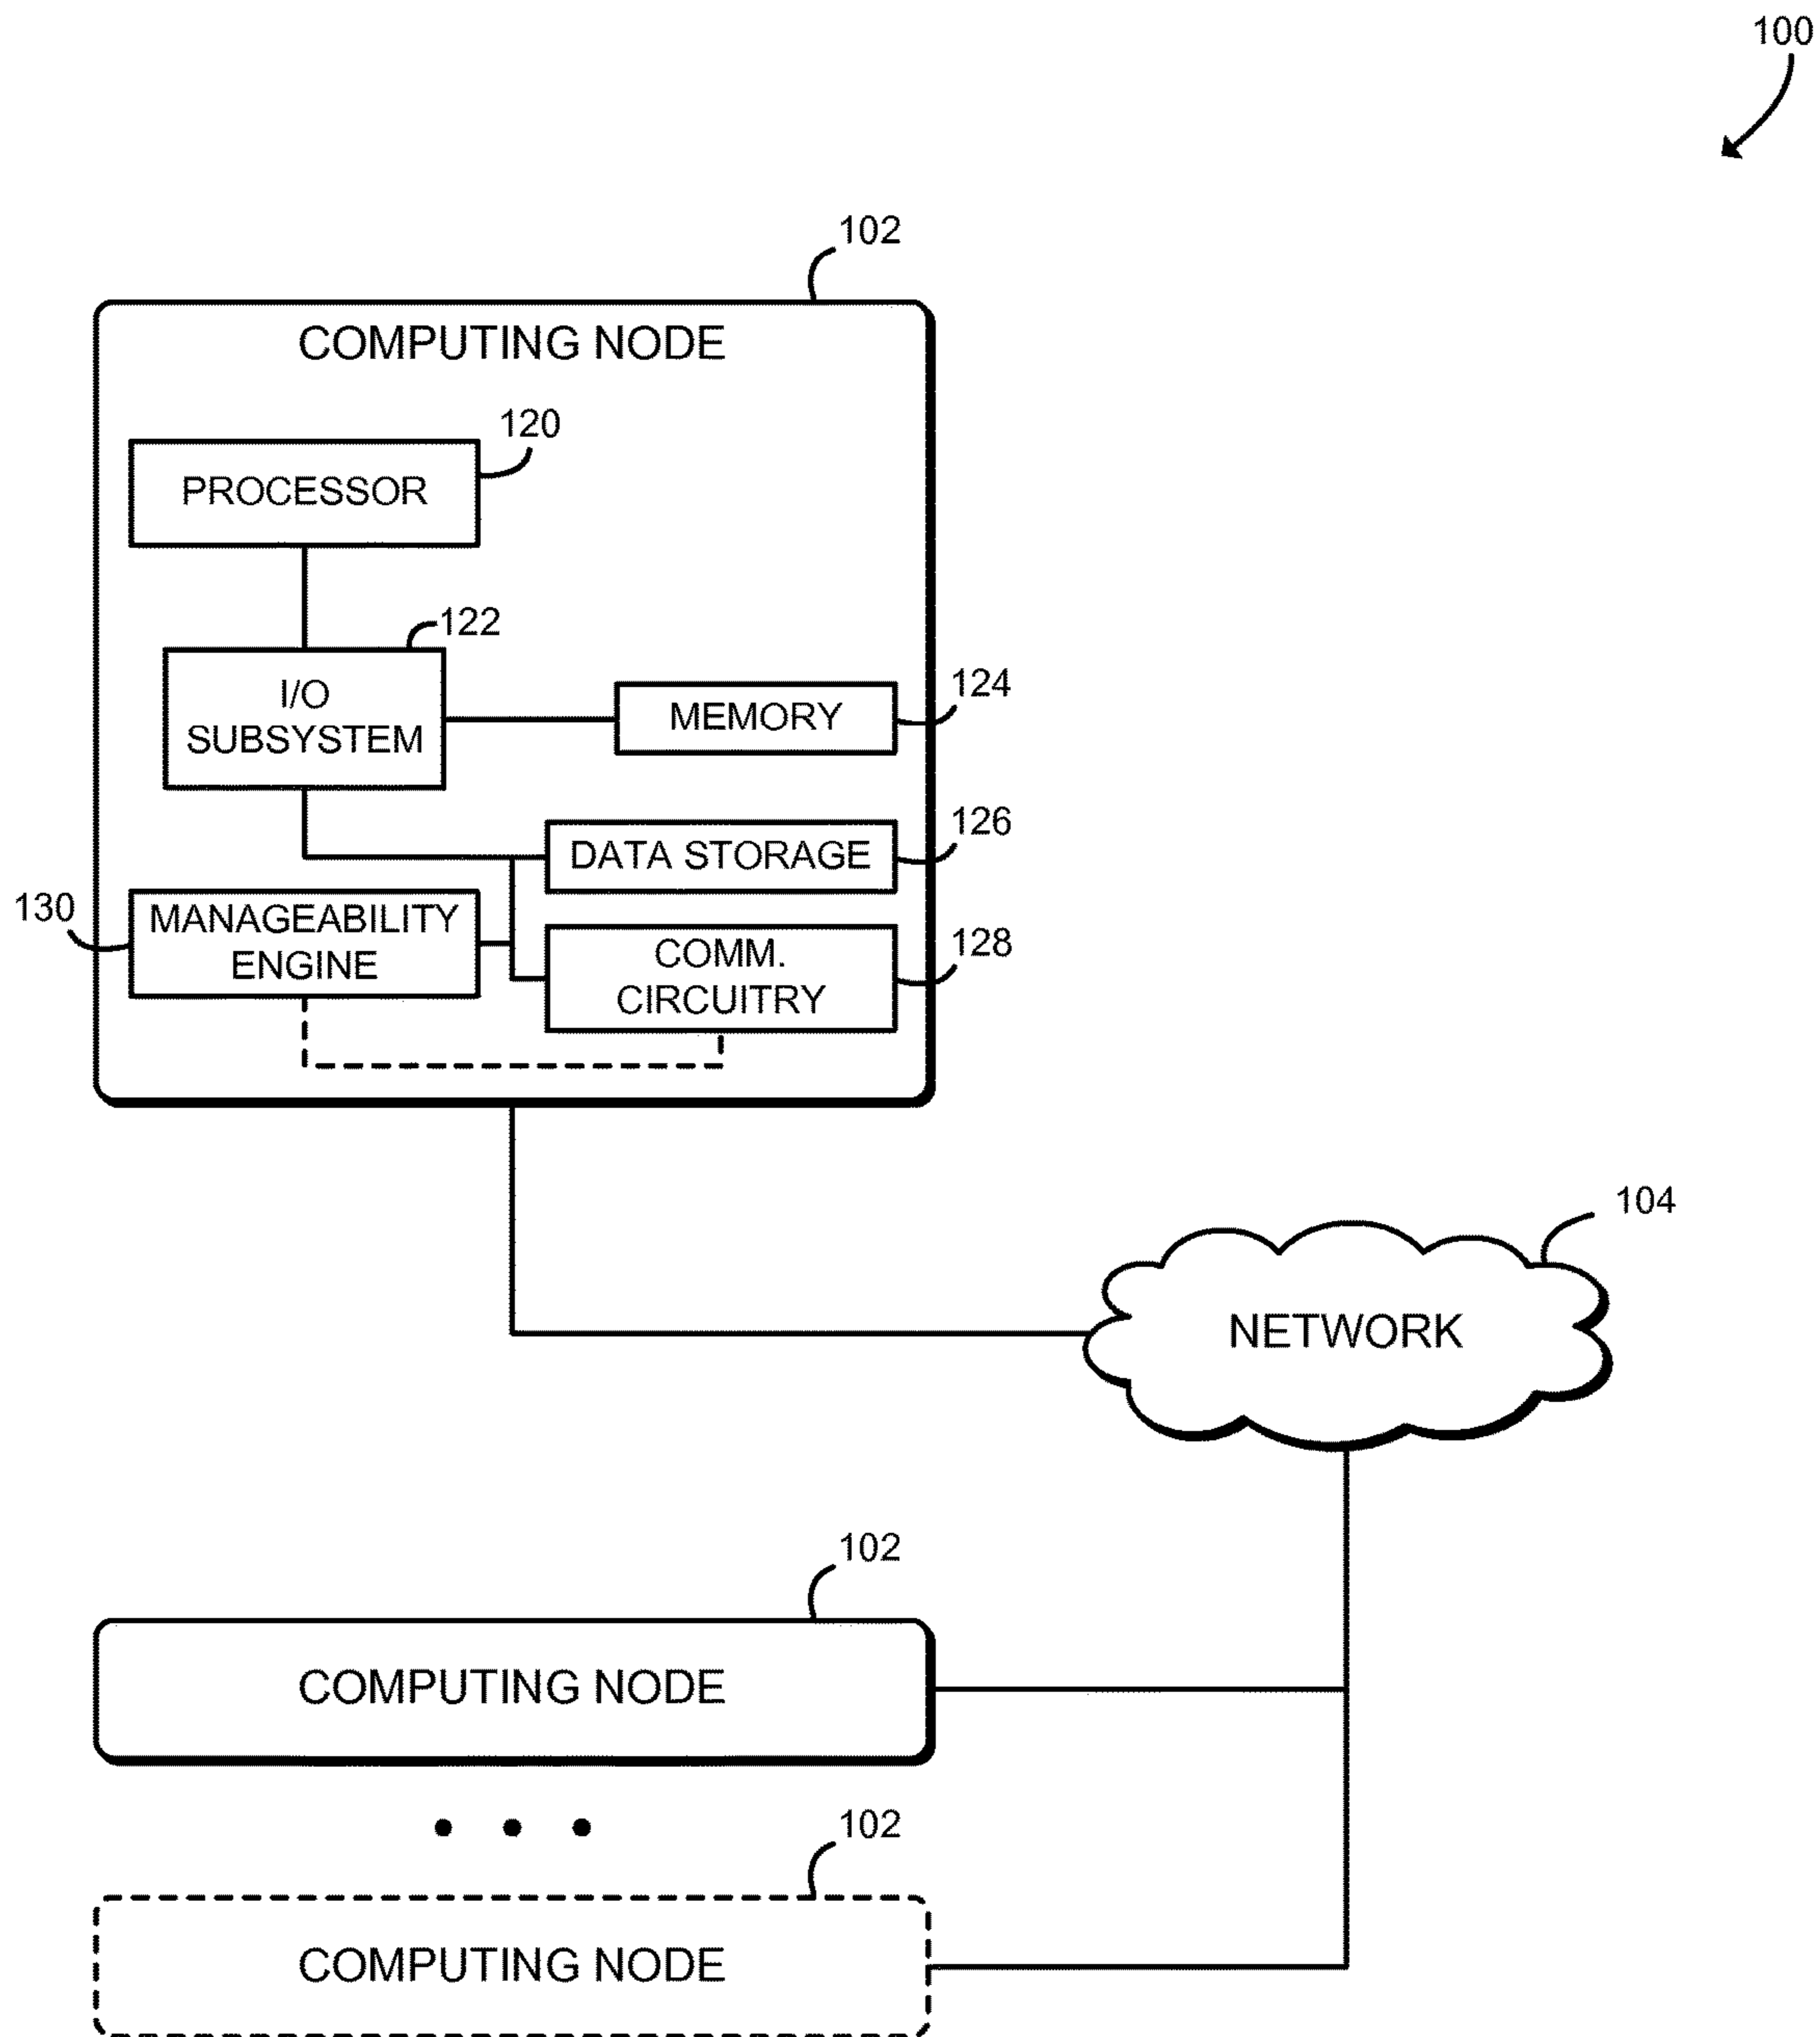 100
102
COMPUTING NODE
120
PROCESSOR
122
I/O
SUBSYSTEM
124
MEMORY
126
DATA STORAGE
130
MANAGEABILITY
ENGINE
128
COMM.
CIRCUITRY
104
NETWORK
102
COMPUTING NODE
102
COMPUTING NODE